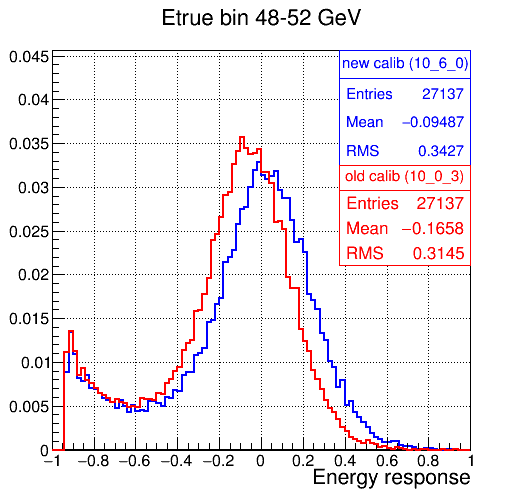 Etrue bin 48-52 GeV
new calib (10_6_0)
Entries 27137
Mean −0.09487
RMS 0.3427
old calib (10_0_3)
Entries 27137
Mean −0.1658
RMS 0.3145
0.045
0.04
0.035
0.03
0.025
0.02
0.015
0.01
0.005
0
−1 −0.8 −0.6 −0.4 −0.2 0 0.2 0.4 0.6 0.8 1
Energy response